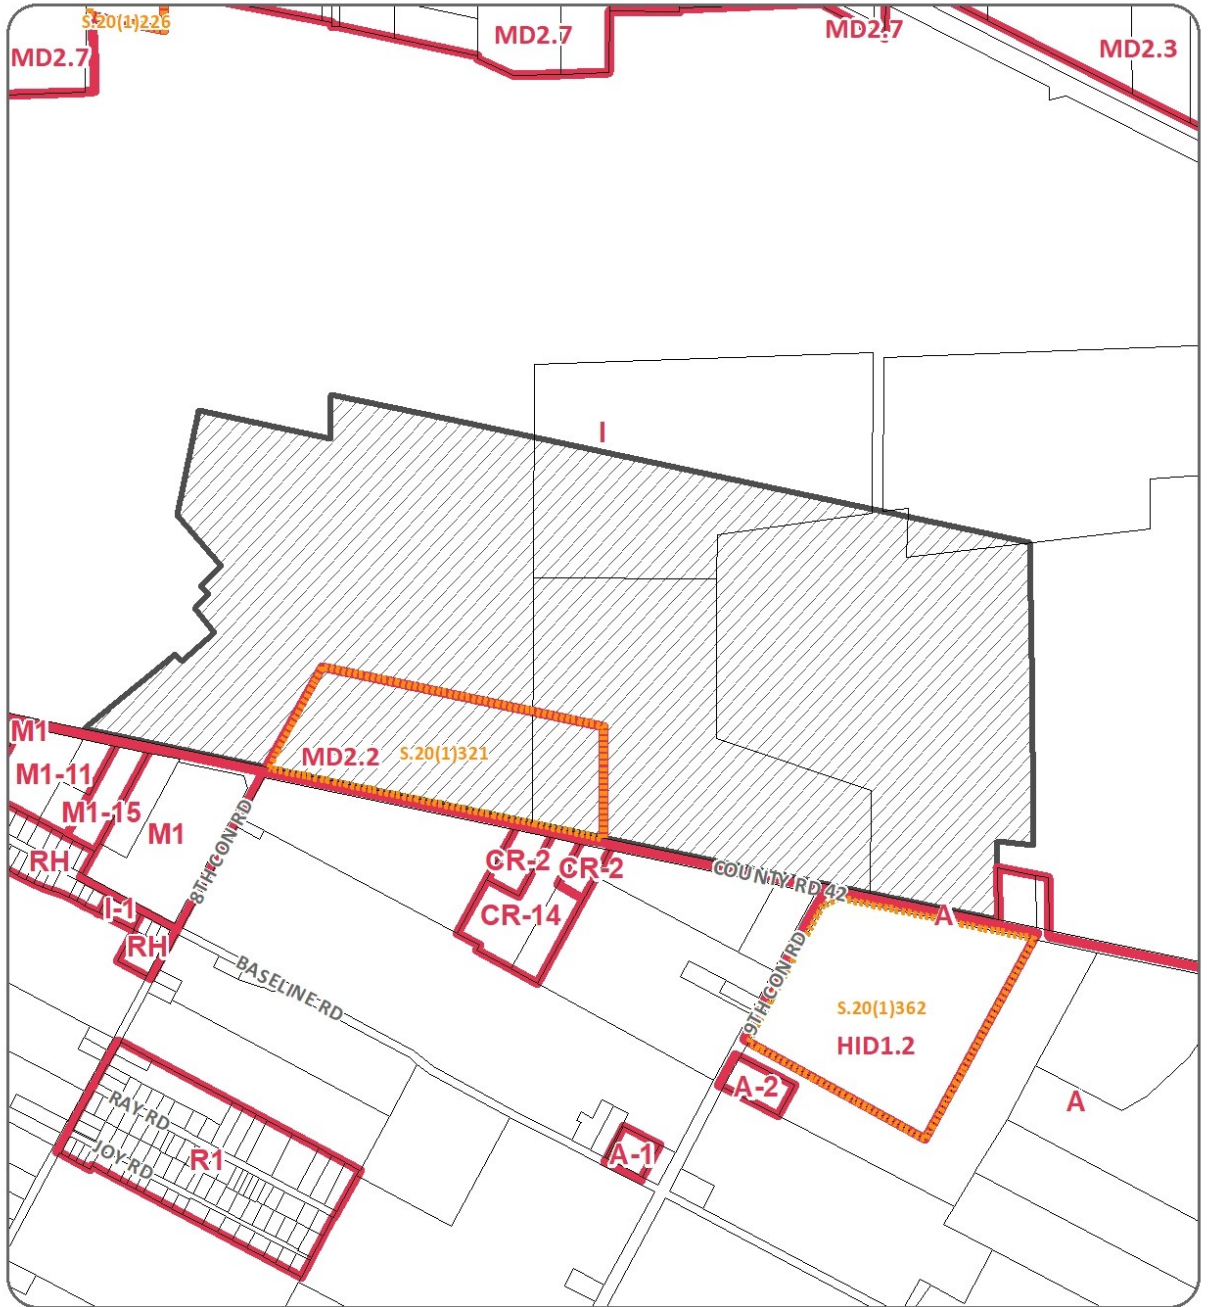 S.20(1)226
MD2.7
MD2.7
MD2.7
MD2.3
I
M1
M1-11
M1-15
M1
RH
I-1
RH
8TH CON RD
MD2.2
S.20(1)321
CR-2
CR-2
CR-14
COUNTY RD 42
A
BASELINE RD
9TH CON RD
S.20(1)362
HID1.2
A-2
A
RAY RD
JOY RD
R1
A-1